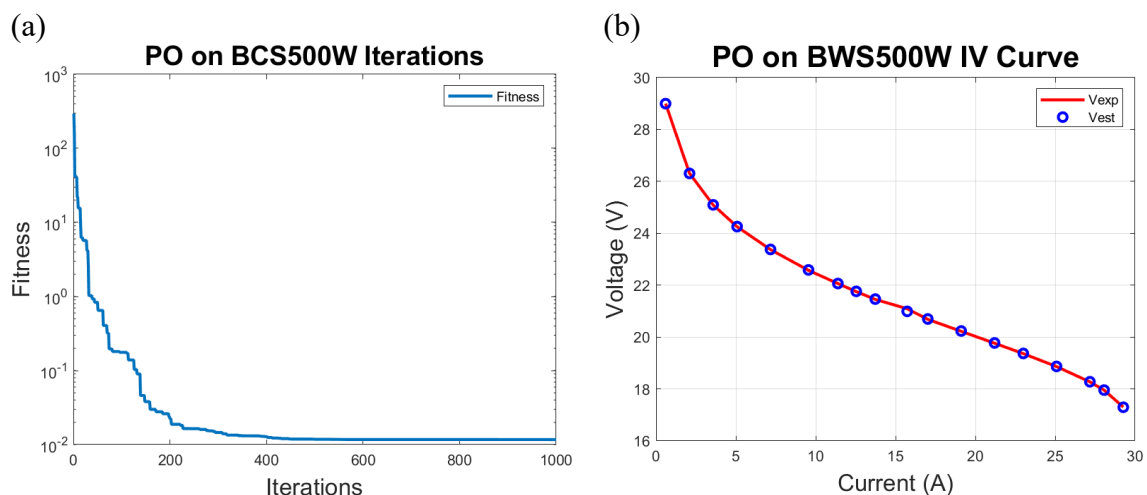 (a)
PO on BCS500W Iterations
Fitness
10^3
10^2
10^1
10^0
10^-1
10^-2
Fitness
0 200 400 600 800 1000
Iterations
(b)
PO on BWS500W IV Curve
Vexp
Vest
30
28
26
24
22
20
18
16
Voltage (V)
0 5 10 15 20 25 30
Current (A)